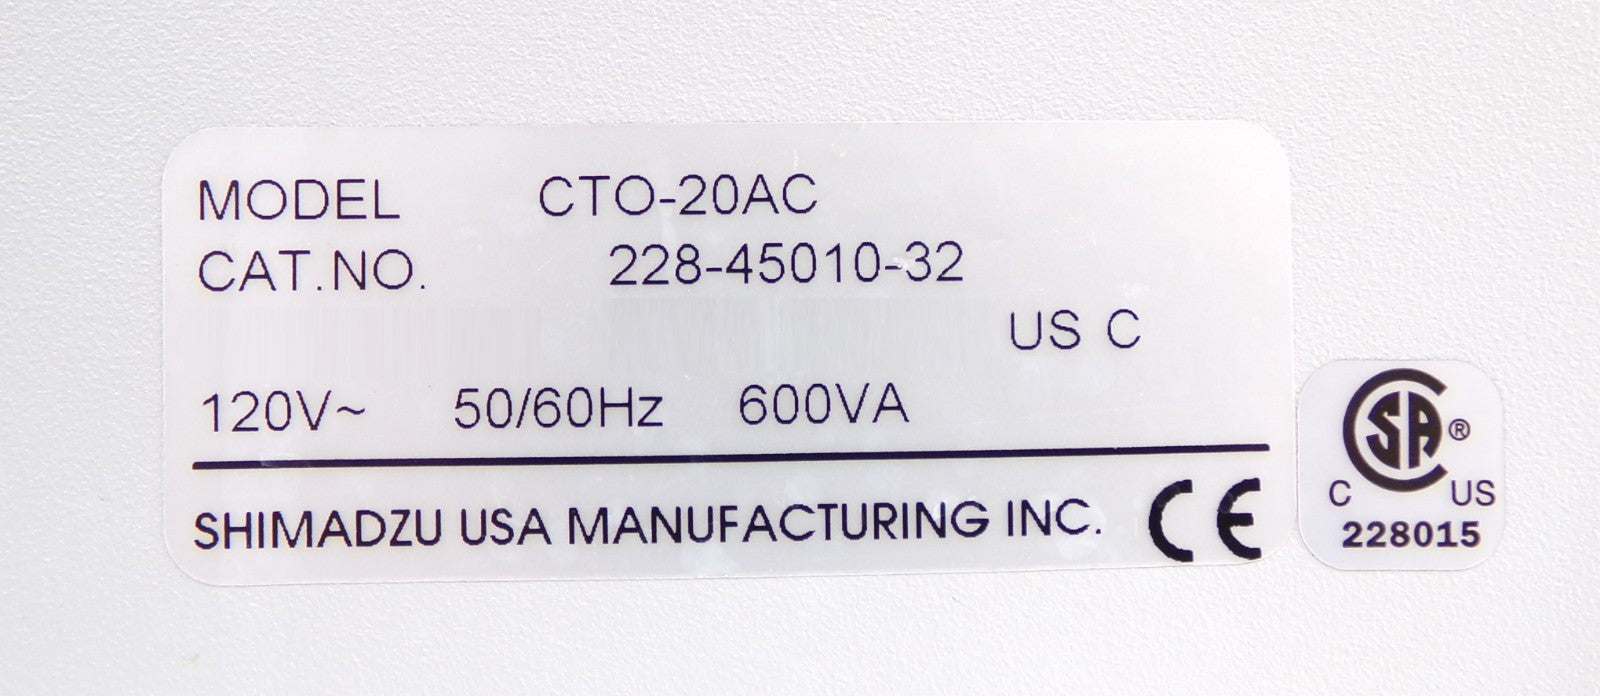 MODEL CTO-20AC
CAT.NO. 228-45010-32
US C
120V~ 50/60Hz 600VA
SHIMADZU USA MANUFACTURING INC. CE
SA ®
C US
228015